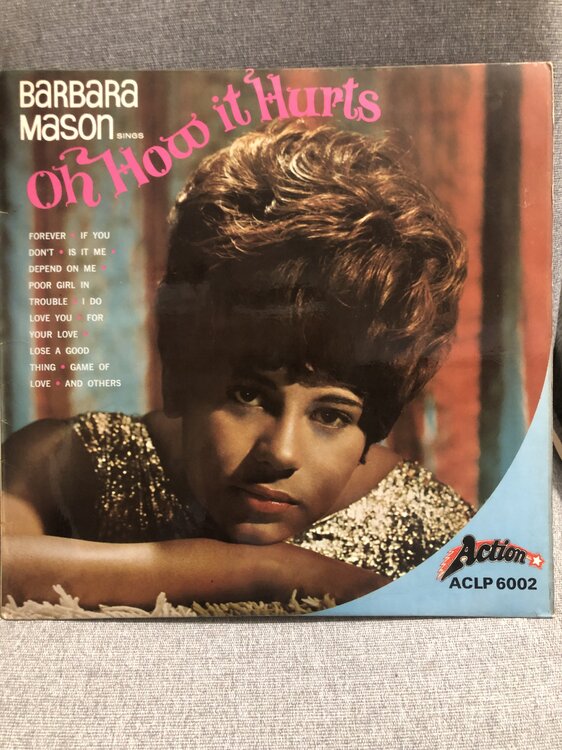 BARBARA
MASON SINGS
Oh How it Hurts
FOREVER • IF YOU
DON'T • IS IT ME •
DEPEND ON ME •
POOR GIRL IN
TROUBLE • I DO
LOVE YOU • FOR
YOUR LOVE •
LOSE A GOOD
THING • GAME OF
LOVE • AND OTHERS
Action
ACLP 6002